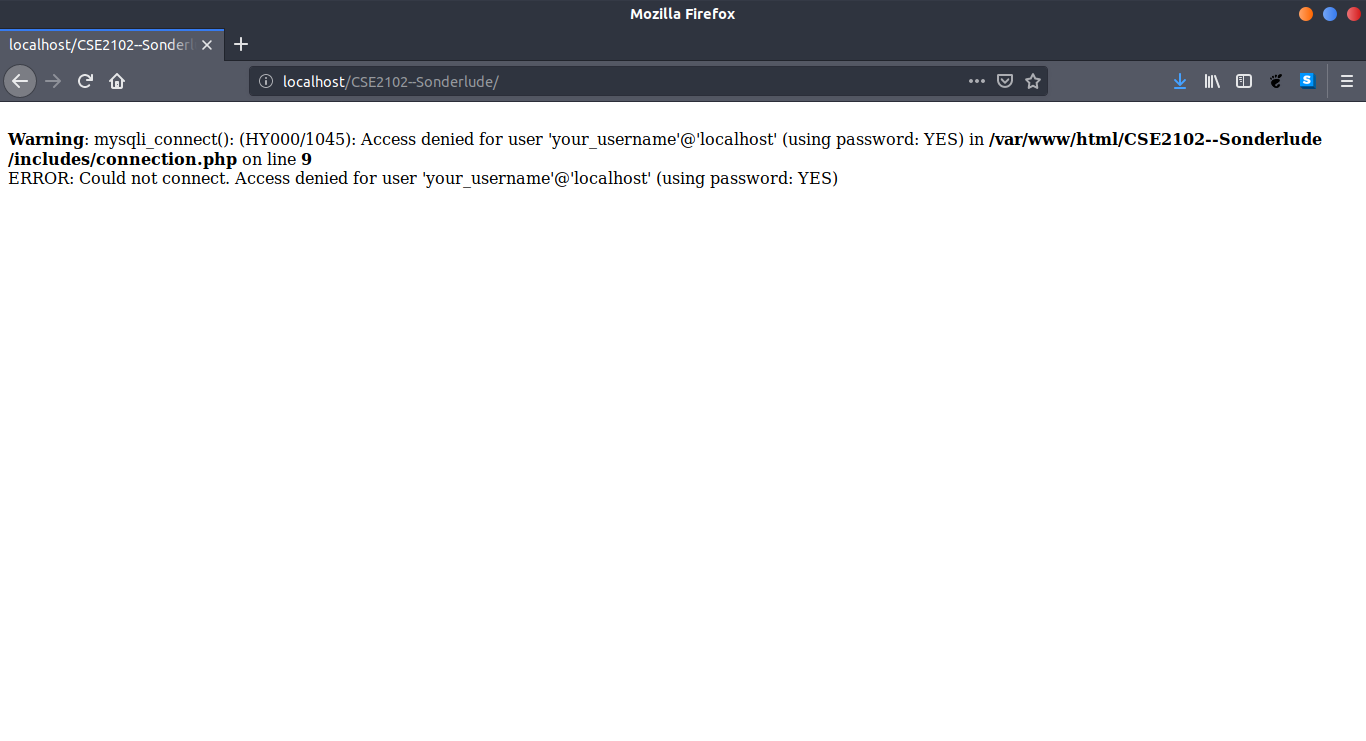 Mozilla Firefox
localhost/CSE2102--Sonderl
localhost/CSE2102--Sonderlude/
S
Warning: mysqli_connect(): (HY000/1045): Access denied for user 'your_username'@'localhost' (using password: YES) in /var/www/html/CSE2102--Sonderlude
/includes/connection.php on line 9
ERROR: Could not connect. Access denied for user 'your_username'@'localhost' (using password: YES)